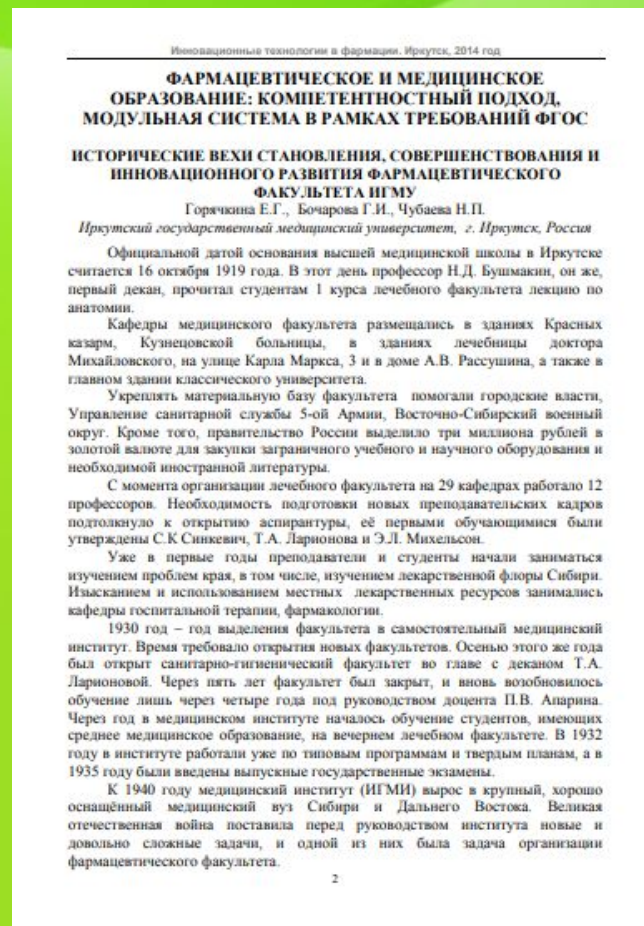 Инновационные технологии в фармации. Иркутск, 2014 год
ФАРМАЦЕВТИЧЕСКОЕ И МЕДИЦИНСКОЕ
ОБРАЗОВАНИЕ: КОМПЕТЕНТНОСТНЫЙ ПОДХОД,
МОДУЛЬНАЯ СИСТЕМА В РАМКАХ ТРЕБОВАНИЙ ФГОС
ИСТОРИЧЕСКИЕ ВЕХИ СТАНОВЛЕНИЯ, СОВЕРШЕНСТВОВАНИЯ И
ИННОВАЦИОННОГО РАЗВИТИЯ ФАРМАЦЕВТИЧЕСКОГО
ФАКУЛЬТЕТА ИГМУ
Горячкина Е.Г., Бочарова Г.И., Чубаева Н.П.
Иркутский государственный медицинский университет, г. Иркутск, Россия
Официальной датой основания высшей медицинской школы в Иркутске
считается 16 октября 1919 года. В этот день профессор Н.Д. Бушмакин, он же,
первый декан, прочитал студентам 1 курса лечебного факультета лекцию по
анатомии.
Кафедры медицинского факультета размещались в зданиях Красных
казарм, Кузнецовской больницы, в зданиях лечебницы доктора
Михайловского, на улице Карла Маркса, 3 и в доме А.В. Рассушина, а также в
главном здании классического университета.
Укреплять материальную базу факультета помогали городские власти,
Управление санитарной службы 5-ой Армии, Восточно-Сибирский военный
округ. Кроме того, правительство России выделило три миллиона рублей в
золотой валюте для закупки заграничного учебного и научного оборудования и
необходимой иностранной литературы.
С момента организации лечебного факультета на 29 кафедрах работало 12
профессоров. Необходимость подготовки новых преподавательских кадров
подтолкнуло к открытию аспирантуры, её первыми обучающимися были
утверждены С.К Синкевич, Т.А. Ларионова и Э.Л. Михельсон.
Уже в первые годы преподаватели и студенты начали заниматься
изучением проблем края, в том числе, изучением лекарственной флоры Сибири.
Изысканием и использованием местных лекарственных ресурсов занимались
кафедры госпитальной терапии, фармакологии.
1930 год – год выделения факультета в самостоятельный медицинский
институт. Время требовало открытия новых факультетов. Осенью этого же года
был открыт санитарно-гигиенический факультет во главе с деканом Т.А.
Ларионовой. Через пять лет факультет был закрыт, и вновь возобновилось
обучение лишь через четыре года под руководством доцента П.В. Апарина.
Через год в медицинском институте началось обучение студентов, имеющих
среднее медицинское образование, на вечернем лечебном факультете. В 1932
году в институте работали уже по типовым программам и твердым планам, а в
1935 году были введены выпускные государственные экзамены.
К 1940 году медицинский институт (ИГМИ) вырос в крупный, хорошо
оснащённый медицинский вуз Сибири и Дальнего Востока. Великая
отечественная война поставила перед руководством института новые и
довольно сложные задачи, и одной из них была задача организации
фармацевтического факультета.
2